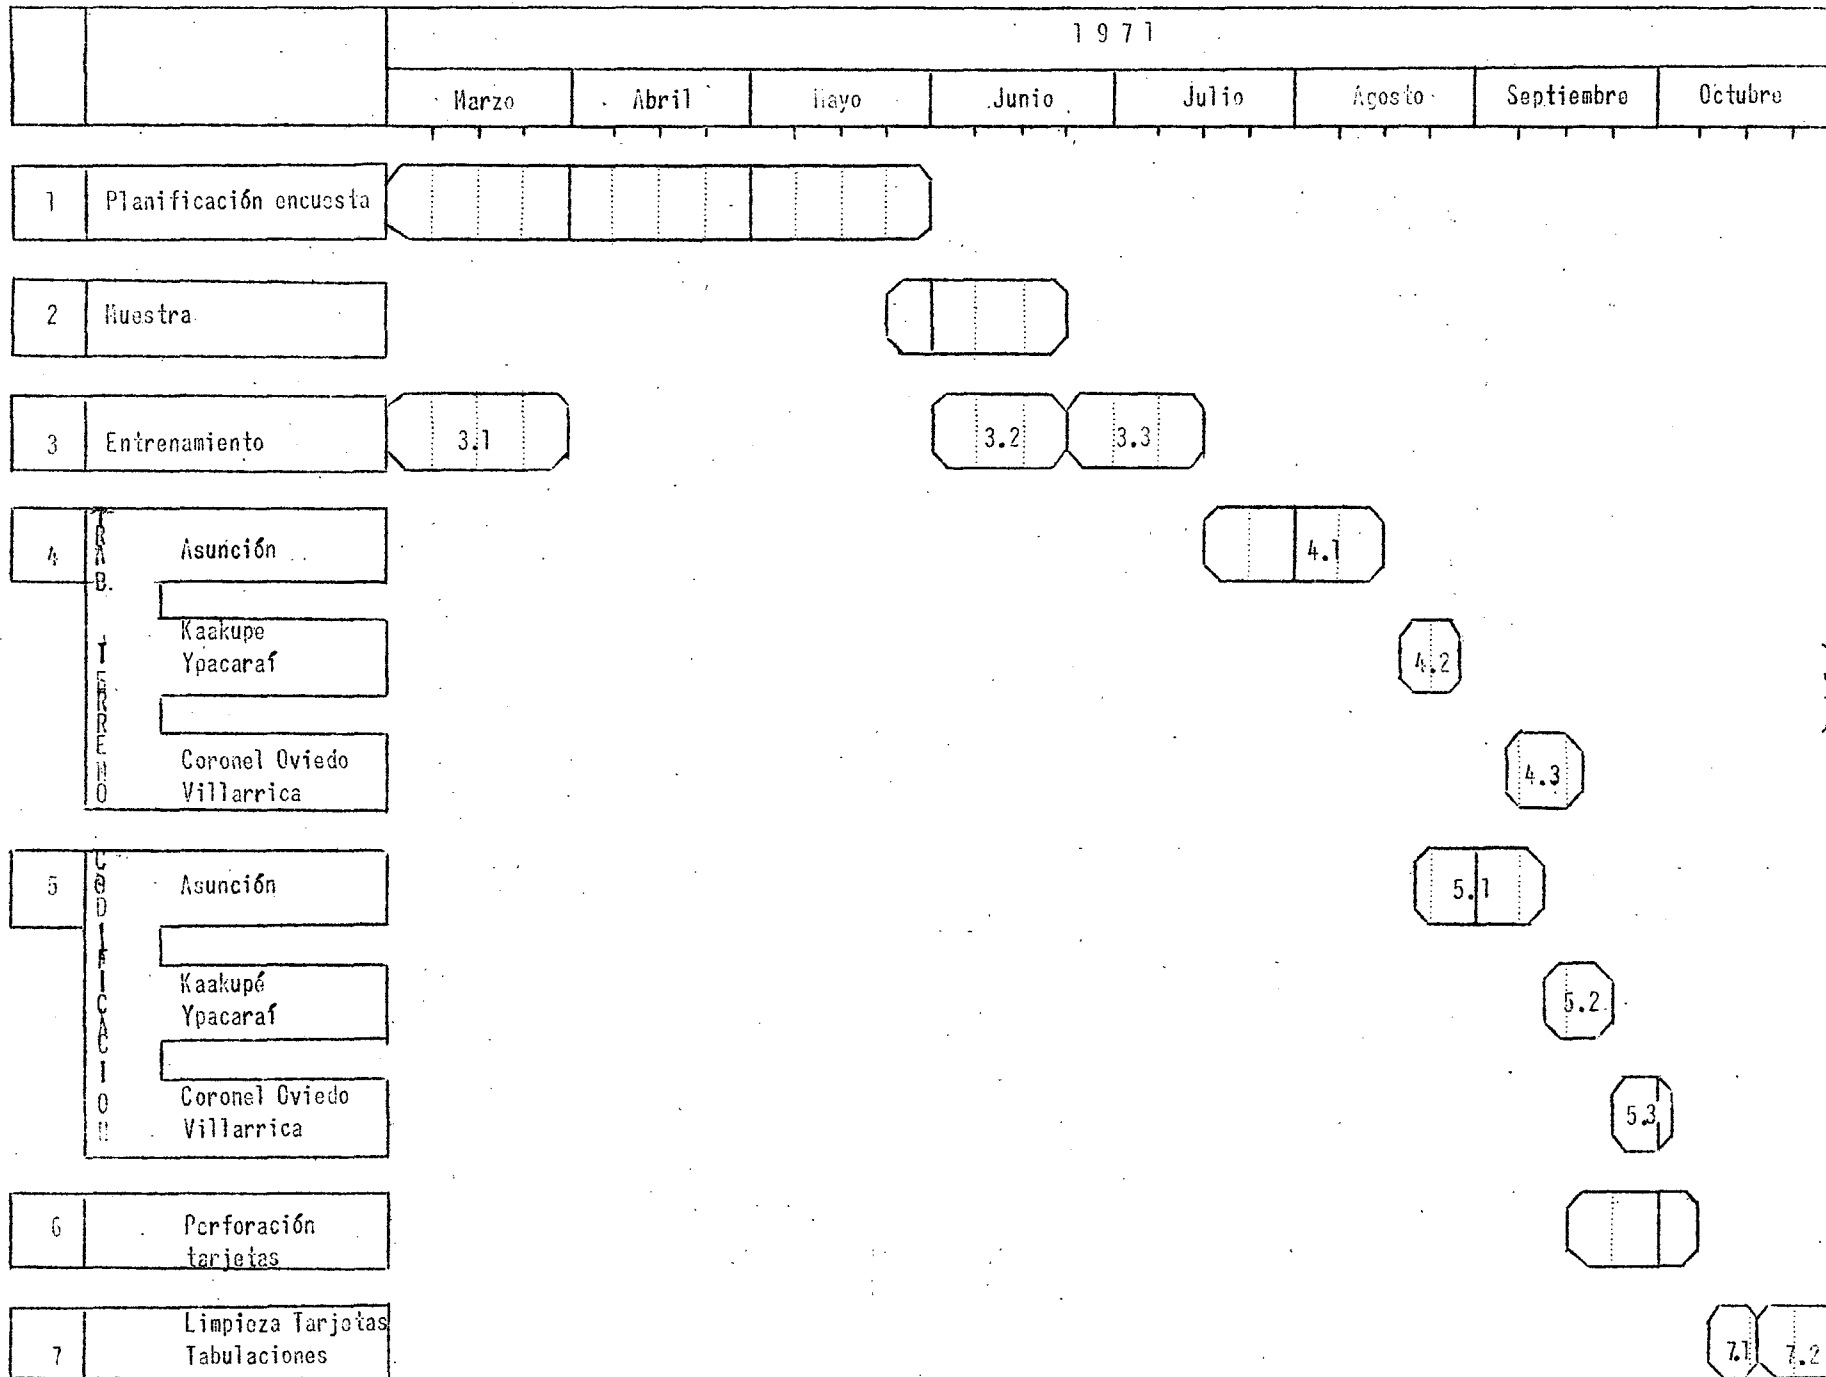 1971
Marzo Abril Mayo Junio Julio Agosto Septiembre Octubre
1 Planificación encuesta
2 Muestra
3 Entrenamiento 3.1 3.2 3.3
TRAB. TERRENO
4 Asunción 4.1
Kaakupe
Ypacaraí 4.2
Coronel Oviedo
Villarrica 4.3
CODIFICACION
5 Asunción 5.1
Kaakupé
Ypacaraí 5.2
Coronel Oviedo
Villarrica 5.3
6 Perforación
tarjetas
Limpieza Tarjetas
7 Tabulaciones 7.1 7.2